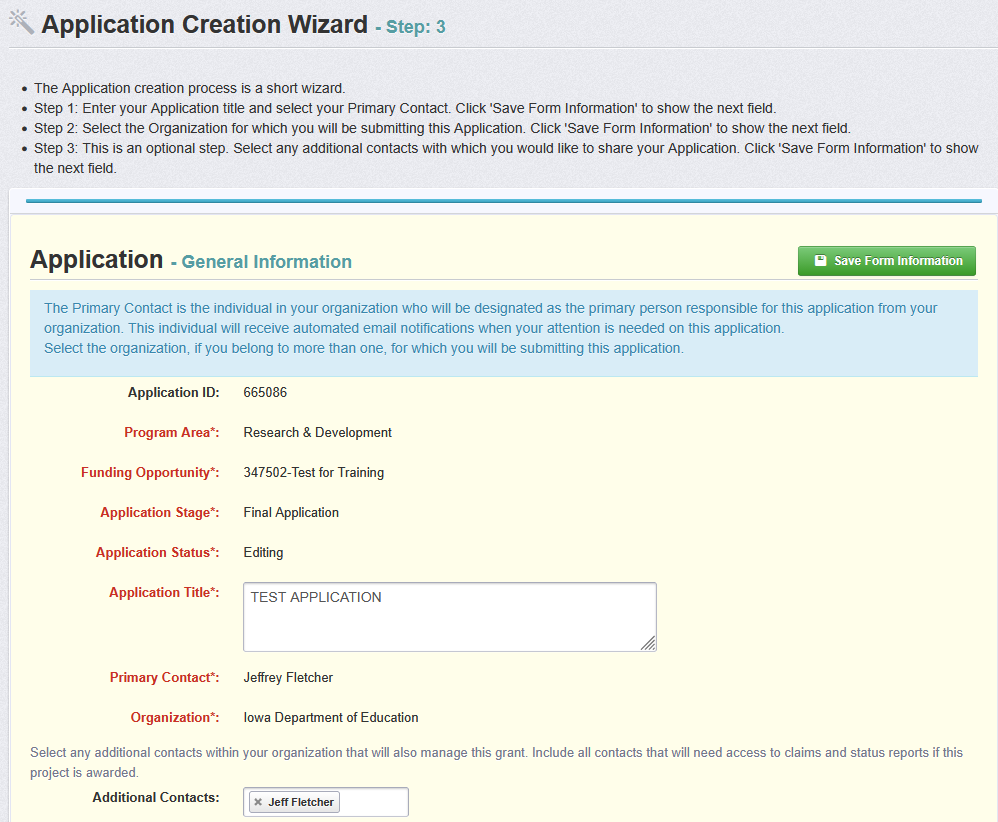 Application Creation Wizard - Step: 3
The Application creation process is a short wizard.
Step 1: Enter your Application title and select your Primary Contact. Click 'Save Form Information' to show the next field.
Step 2: Select the Organization for which you will be submitting this Application. Click 'Save Form Information' to show the next field.
Step 3: This is an optional step. Select any additional contacts with which you would like to share your Application. Click 'Save Form Information' to show
the next field.
Application - General Information
Save Form Information
The Primary Contact is the individual in your organization who will be designated as the primary person responsible for this application from your
organization. This individual will receive automated email notifications when your attention is needed on this application.
Select the organization, if you belong to more than one, for which you will be submitting this application.
Application ID: 665086
Program Area*: Research & Development
Funding Opportunity*: 347502-Test for Training
Application Stage*: Final Application
Application Status*: Editing
Application Title*: TEST APPLICATION
Primary Contact*: Jeffrey Fletcher
Organization*: Iowa Department of Education
Select any additional contacts within your organization that will also manage this grant. Include all contacts that will need access to claims and status reports if this
project is awarded.
Additional Contacts: Jeff Fletcher